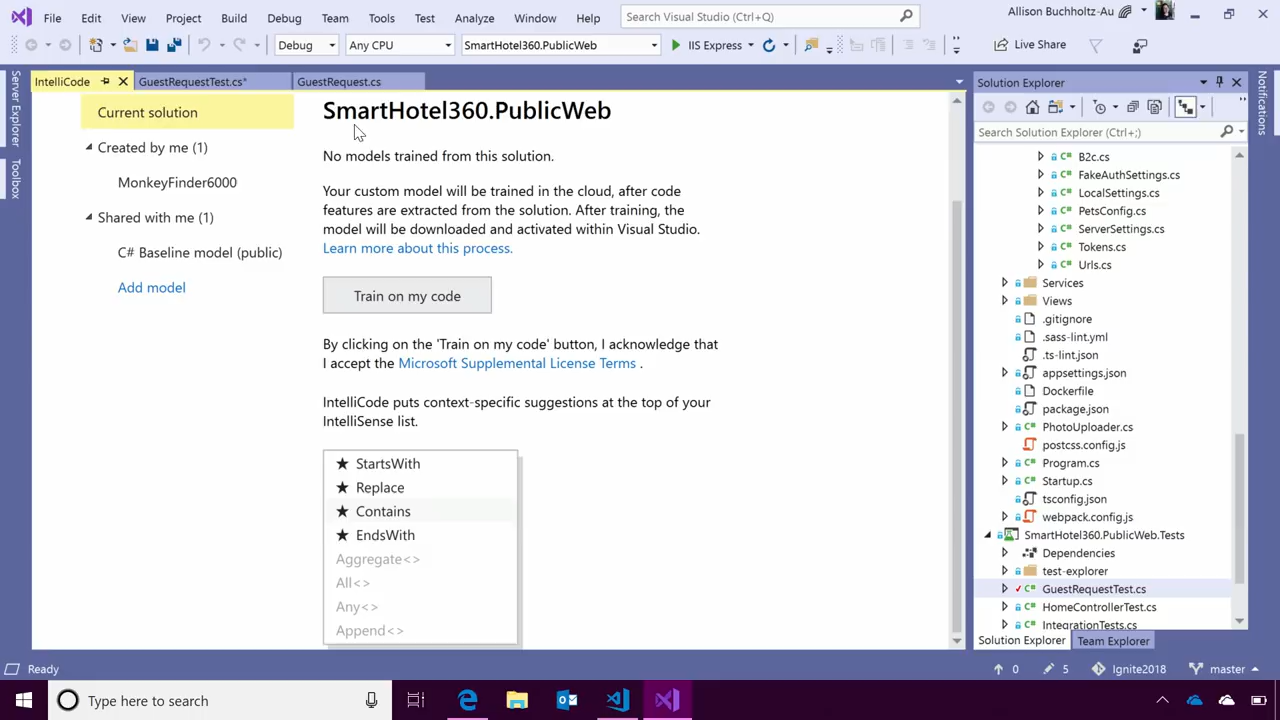 File Edit View Project Build Debug Team Tools Test Analyze Window Help Search Visual Studio (Ctrl+Q) Allison Buchholtz-Au
Debug Any CPU SmartHotel360.PublicWeb IIS Express Live Share
Server Explorer
Toolbox
IntelliCode
GuestRequestTest.cs*
GuestRequest.cs
Current solution
Created by me (1)
MonkeyFinder6000
Shared with me (1)
C# Baseline model (public)
Add model
SmartHotel360.PublicWeb
No models trained from this solution.
Your custom model will be trained in the cloud, after code
features are extracted from the solution. After training, the
model will be downloaded and activated within Visual Studio.
Learn more about this process.
Train on my code
By clicking on the 'Train on my code' button, I acknowledge that
I accept the Microsoft Supplemental License Terms .
IntelliCode puts context-specific suggestions at the top of your
IntelliSense list.
★ StartsWith
★ Replace
★ Contains
★ EndsWith
Aggregate<>
All<>
Any<>
Append<>
Solution Explorer
Search Solution Explorer (Ctrl+;)
C# B2c.cs
C# FakeAuthSettings.cs
C# LocalSettings.cs
C# PetsConfig.cs
C# ServerSettings.cs
C# Tokens.cs
C# Urls.cs
Services
Views
.gitignore
.sass-lint.yml
.ts-lint.json
appsettings.json
Dockerfile
package.json
C# PhotoUploader.cs
postcss.config.js
C# Program.cs
C# Startup.cs
tsconfig.json
webpack.config.js
SmartHotel360.PublicWeb.Tests
Dependencies
test-explorer
C# GuestRequestTest.cs
C# HomeControllerTest.cs
C# IntegrationTests.cs
Solution Explorer Team Explorer
Notifications
Ready 0 5 Ignite2018 master
Type here to search